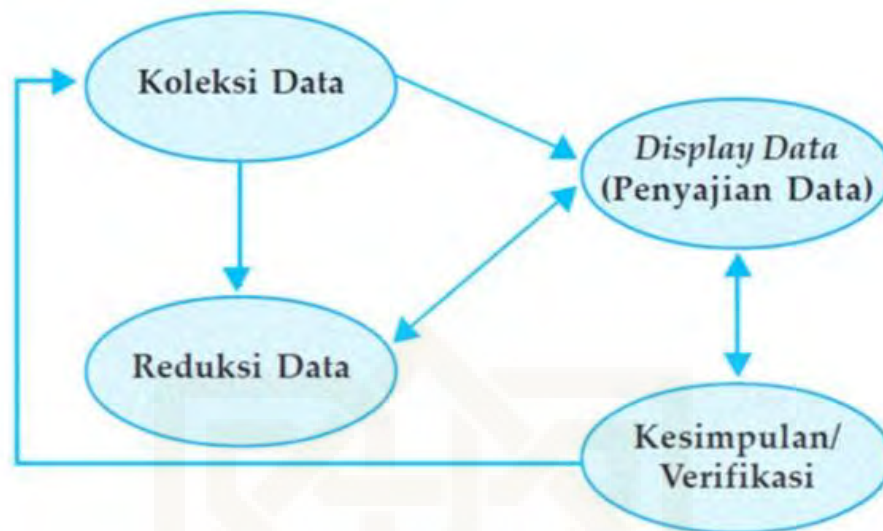 Koleksi Data
Display Data
(Penyajian Data)
Reduksi Data
Kesimpulan/
Verifikasi